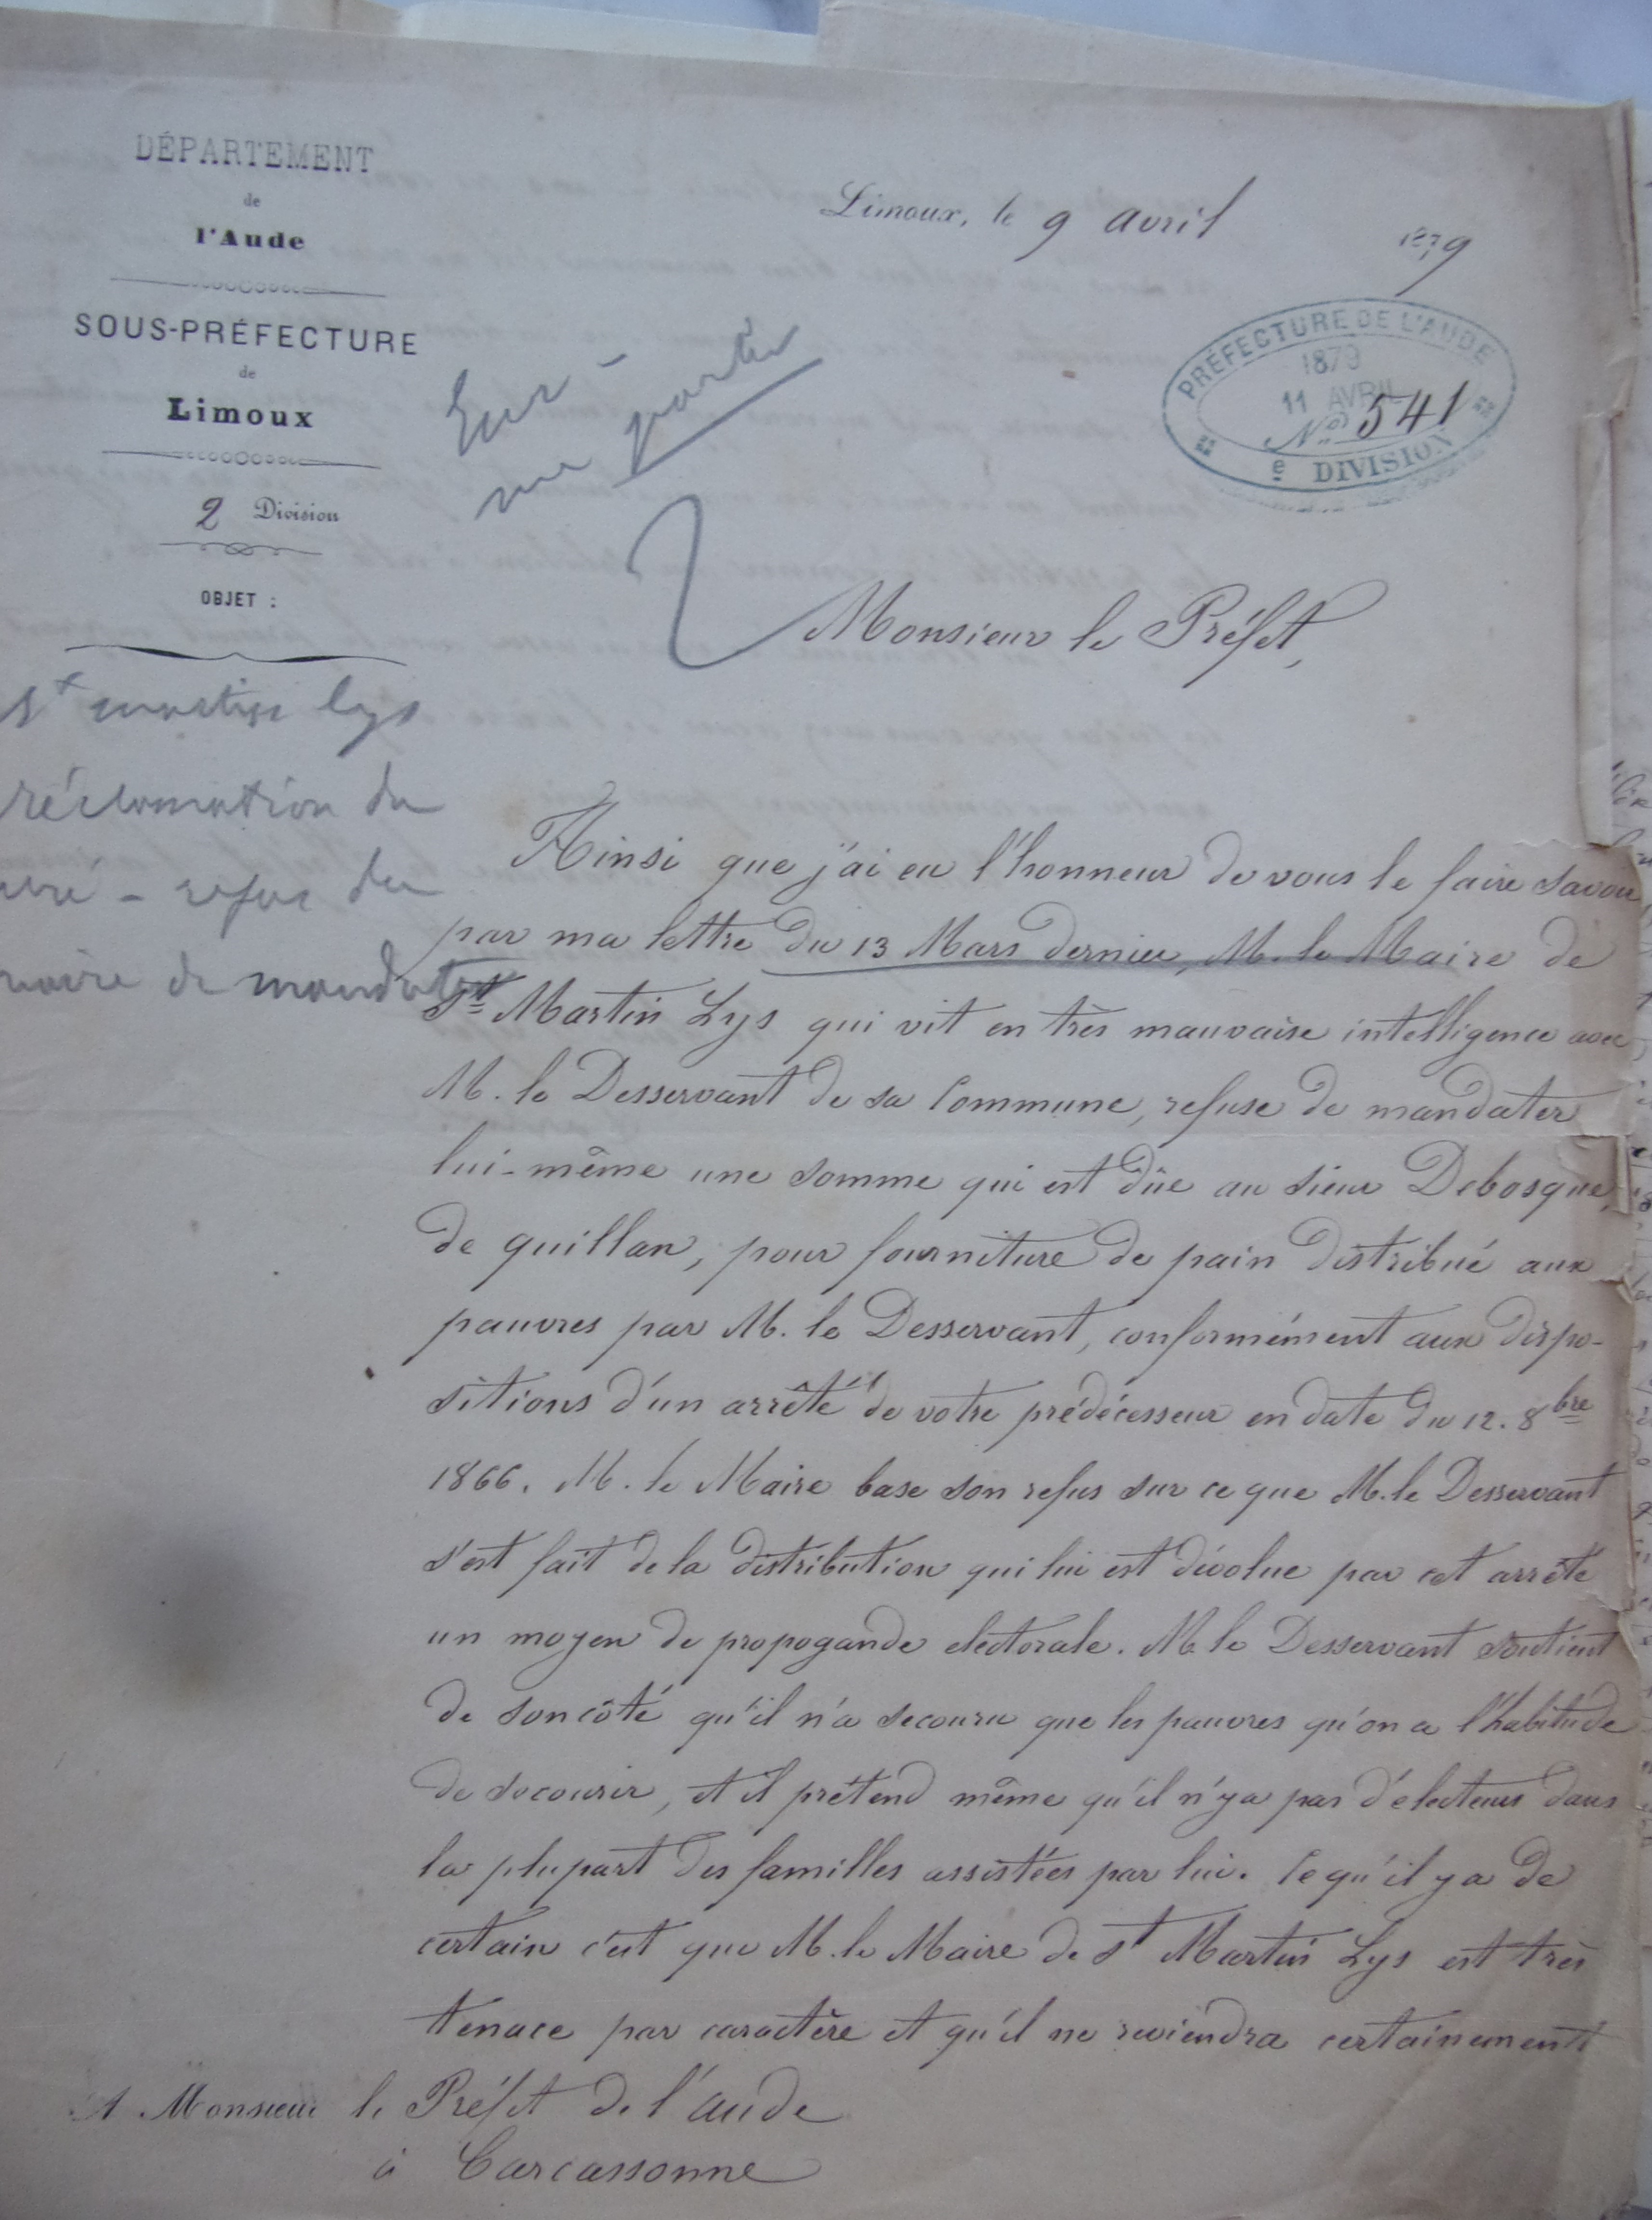 DÉPARTEMENT
de
l'Aude
SOUS-PRÉFECTURE
de
Limoux
2 Division
OBJET :
St martin lys
réclamation du
curé - refus du
maire de mandater
Limoux, le 9 avril 1879
PRÉFECTURE DE L'AUDE
1879
11 AVRIL
No 541
e DIVISION
me parler
2
Monsieur le Préfet,
Ainsi que j'ai eu l'honneur de vous le faire savoir
par ma lettre du 13 Mars dernier, M. le Maire de
St Martin Lys qui vit en très mauvaise intelligence avec
M. le Desservant de sa Commune, refuse de mandater
lui-même une somme qui est dûe au sieur Debosque,
de quillan, pour fourniture de pain distribué aux
pauvres par M. le Desservant, conformément aux dispo-
sitions d'un arrêté de votre prédécesseur en date du 12. 8bre
1866. M. le Maire base son refus sur ce que M. le Desservant
s'est fait de la distribution qui lui est dévolue par cet arrêté
un moyen de propogande electorale. M. le Desservant soutient
de son côté qu'il n'a secouru que les pauvres qu'on a l'habitude
de secourir, et il prétend même qu'il n'y a pas d'électeurs dans
la plupart des familles assistées par lui. Ce qu'il y a de
certain c'est que M. le Maire de St Martin Lys est très
tenace par caractère et qu'il ne reviendra certainement
A Monsieur le Préfet de l'aude
à Carcassonne